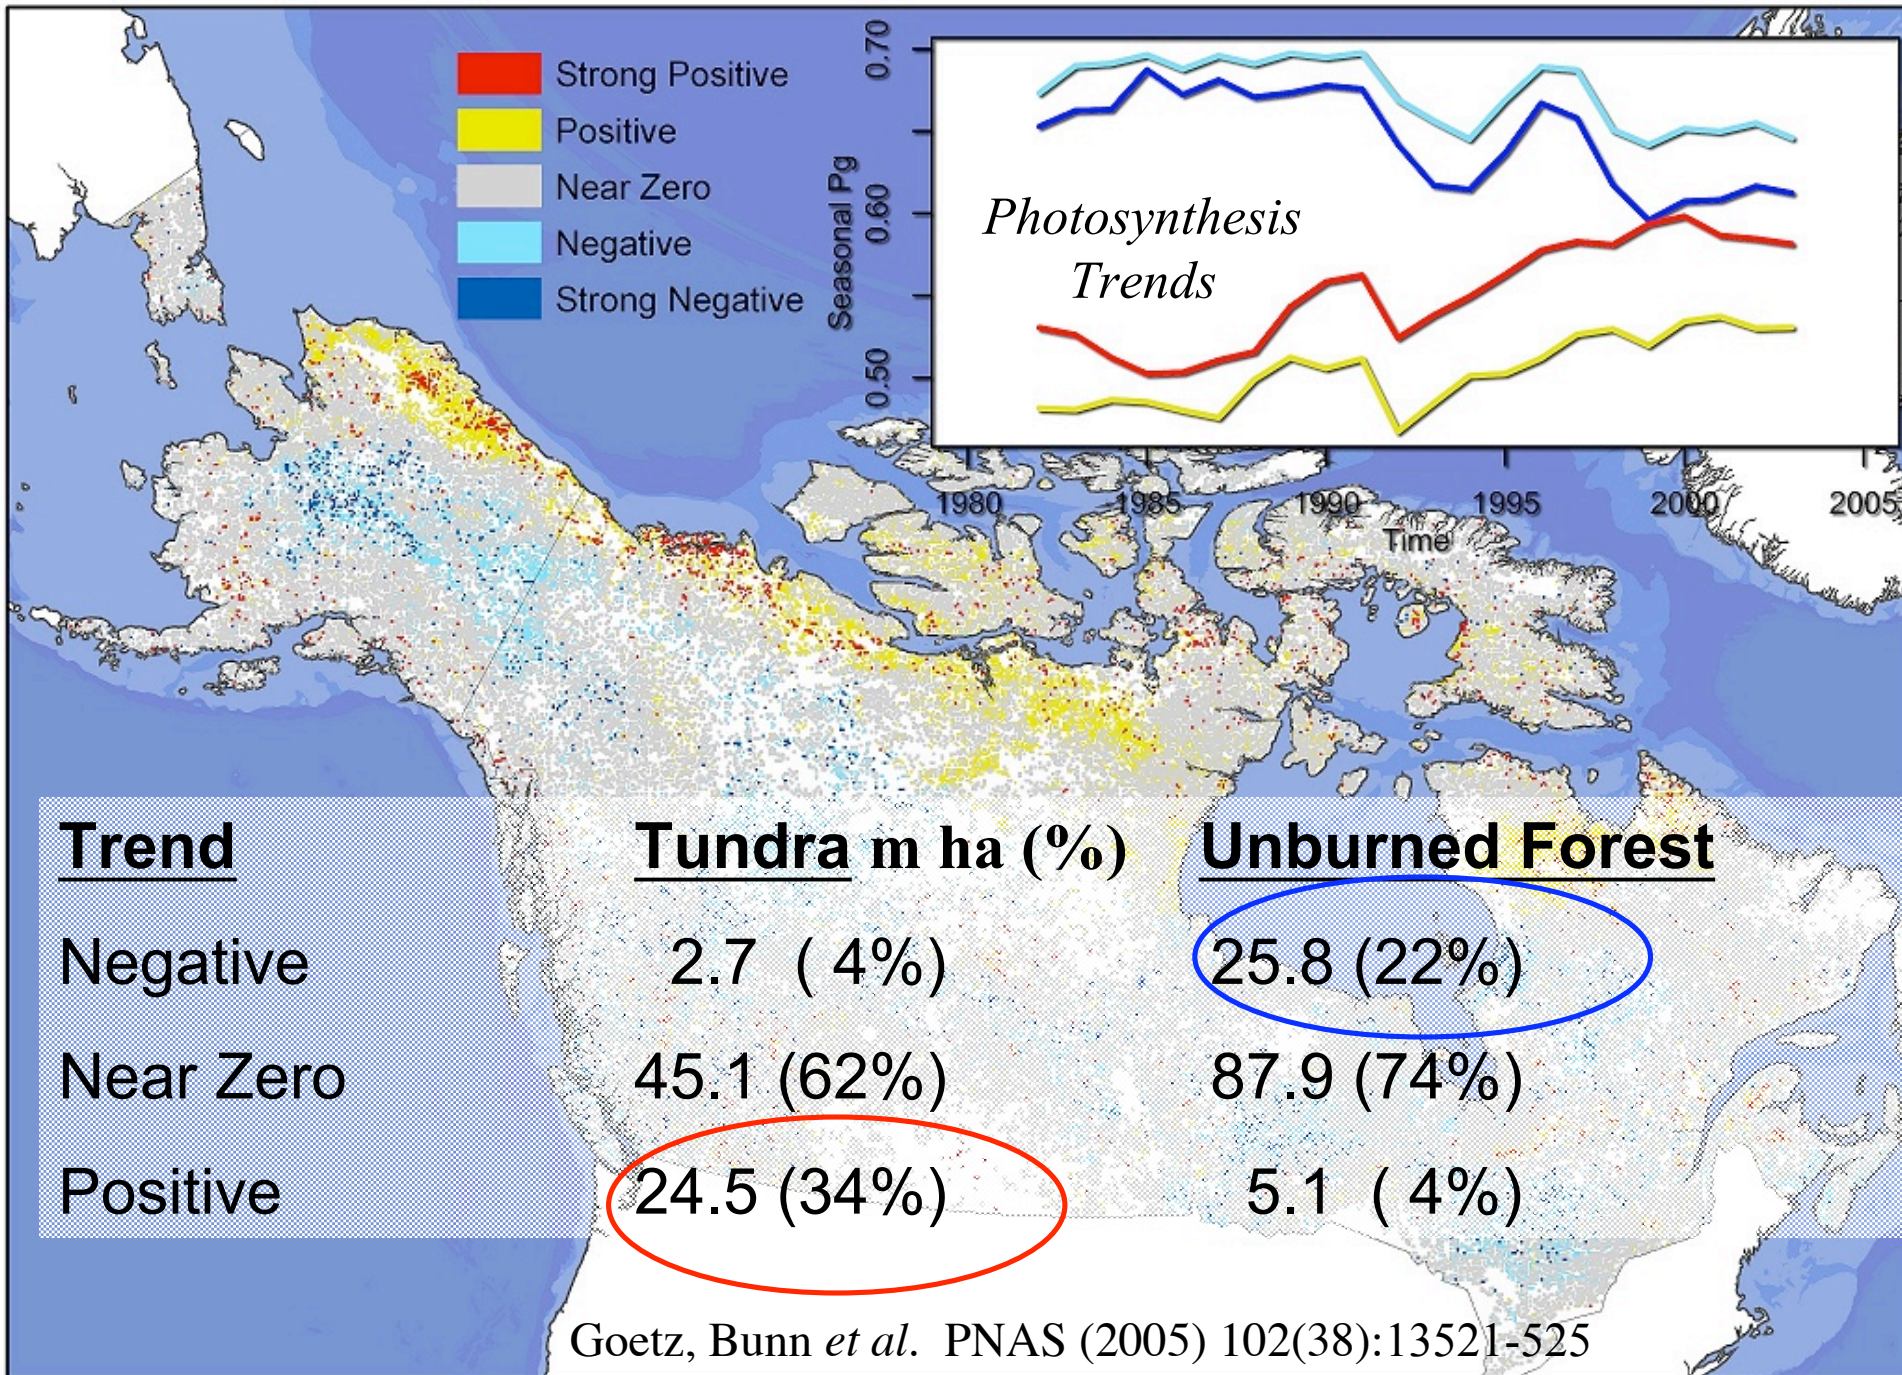 Strong Positive
Positive
Near Zero
Negative
Strong Negative
Seasonal Pg
0.70
0.60
0.50
Photosynthesis
Trends
1980 1985 1990 1995 2000 2005
Time
Trend Tundra m ha (%) Unburned Forest
Negative 2.7 ( 4%) 25.8 (22%)
Near Zero 45.1 (62%) 87.9 (74%)
Positive 24.5 (34%) 5.1 ( 4%)
Goetz, Bunn et al. PNAS (2005) 102(38):13521-525